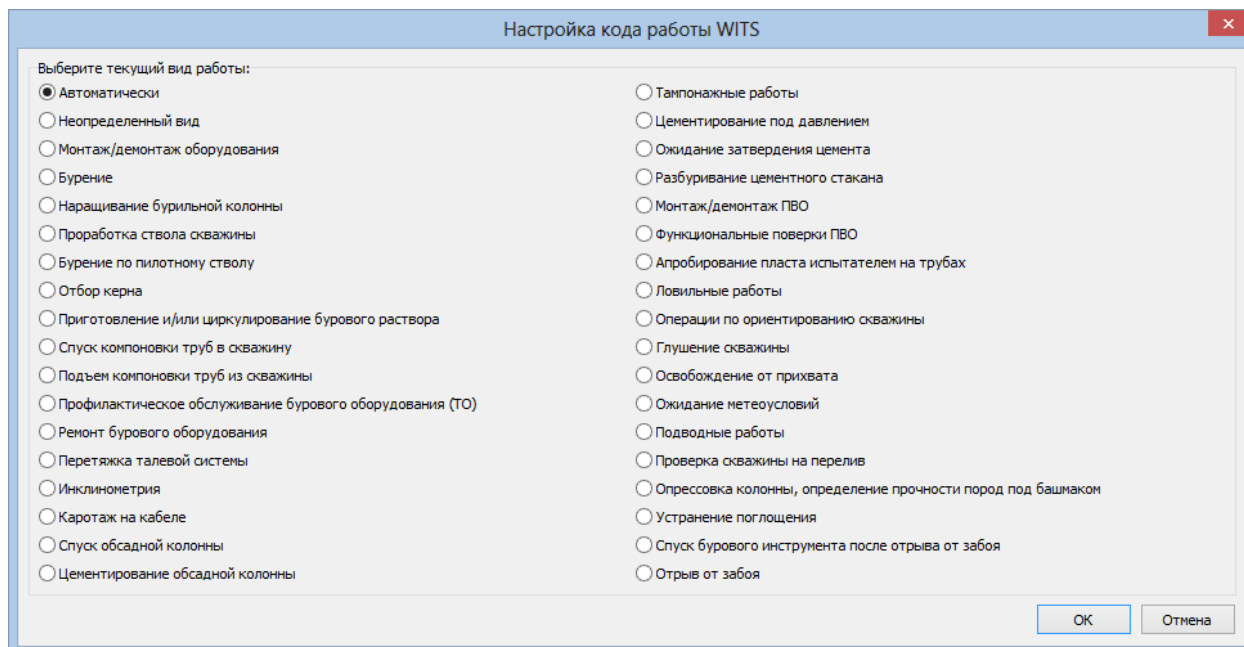 Настройка кода работы WITS
Выберите текущий вид работы:
Автоматически
Неопределенный вид
Монтаж/демонтаж оборудования
Бурение
Наращивание бурильной колонны
Проработка ствола скважины
Бурение по пилотному стволу
Отбор керна
Приготовление и/или циркулирование бурового раствора
Спуск компоновки труб в скважину
Подъем компоновки труб из скважины
Профилактическое обслуживание бурового оборудования (ТО)
Ремонт бурового оборудования
Перетяжка талевой системы
Инклинометрия
Каротаж на кабеле
Спуск обсадной колонны
Цементирование обсадной колонны
Тампонажные работы
Цементирование под давлением
Ожидание затвердения цемента
Разбуривание цементного стакана
Монтаж/демонтаж ПВО
Функциональные поверки ПВО
Апробирование пласта испытателем на трубах
Ловильные работы
Операции по ориентированию скважины
Глушение скважины
Освобождение от прихвата
Ожидание метеоусловий
Подводные работы
Проверка скважины на перелив
Опрессовка колонны, определение прочности пород под башмаком
Устранение поглощения
Спуск бурового инструмента после отрыва от забоя
Отрыв от забоя
ОК
Отмена